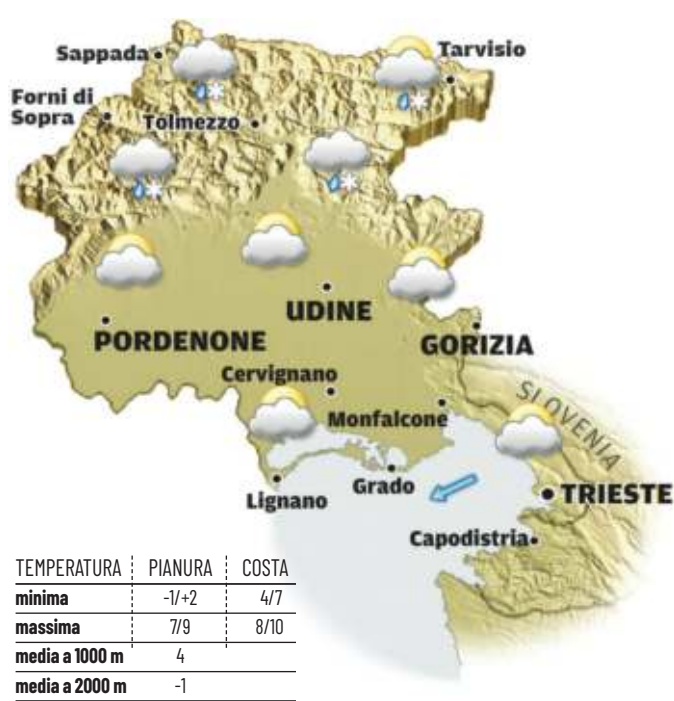 Sappada
Tarvisio
Forni di
Sopra
Tolmezzo
UDINE
PORDENONE
GORIZIA
Cervignano
SLOVENIA
Monfalcone
Grado
Lignano
TRIESTE
Capodistria
TEMPERATURA PIANURA COSTA
minima -1/+2 4/7
massima 7/9 8/10
media a 1000 m 4
media a 2000 m -1